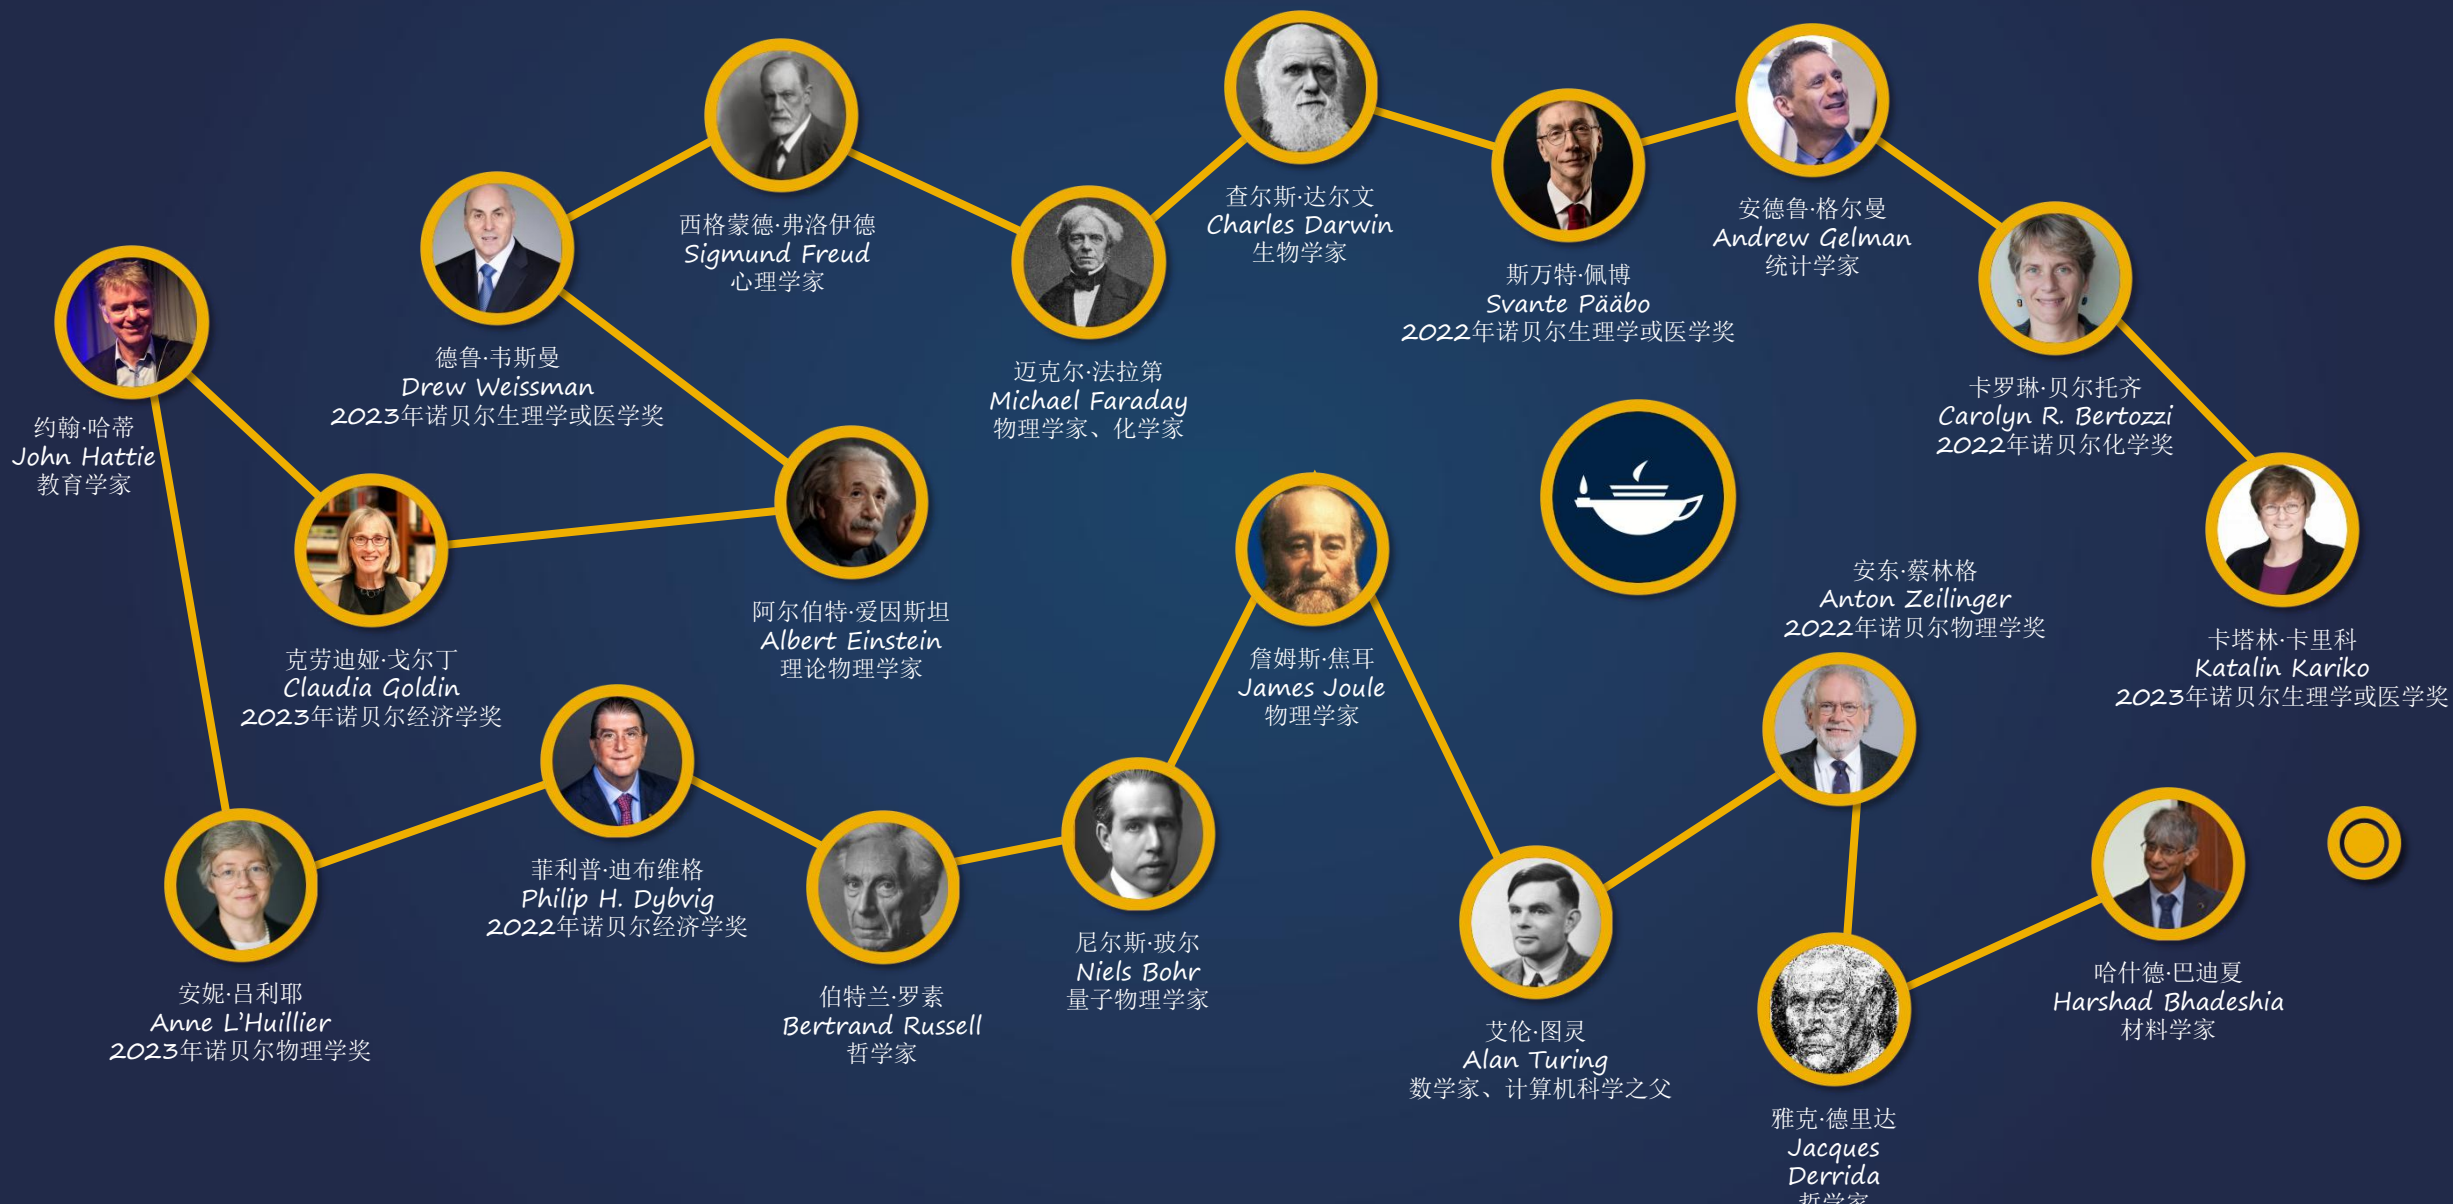 查尔斯·达尔文
Charles Darwin
生物学家
安德鲁·格尔曼
Andrew Gelman
统计学家
西格蒙德·弗洛伊德
Sigmund Freud
心理学家
斯万特·佩博
Svante Pääbo
2022年诺贝尔生理学或医学奖
德鲁·韦斯曼
Drew Weissman
2023年诺贝尔生理学或医学奖
迈克尔·法拉第
Michael Faraday
物理学家、化学家
卡罗琳·贝尔托齐
Carolyn R. Bertozzi
2022年诺贝尔化学奖
约翰·哈蒂
John Hattie
教育学家
安东·蔡林格
Anton Zeilinger
2022年诺贝尔物理学奖
阿尔伯特·爱因斯坦
Albert Einstein
理论物理学家
卡塔林·卡里科
Katalin Kariko
2023年诺贝尔生理学或医学奖
克劳迪娅·戈尔丁
Claudia Goldin
2023年诺贝尔经济学奖
詹姆斯·焦耳
James Joule
物理学家
菲利普·迪布维格
Philip H. Dybvig
2022年诺贝尔经济学奖
尼尔斯·玻尔
Niels Bohr
量子物理学家
哈什德·巴迪夏
Harshad Bhadeshia
材料学家
安妮·吕利耶
Anne L'Huillier
2023年诺贝尔物理学奖
伯特兰·罗素
Bertrand Russell
哲学家
艾伦·图灵
Alan Turing
数学家、计算机科学之父
雅克·德里达
Jacques
Derrida
哲学家